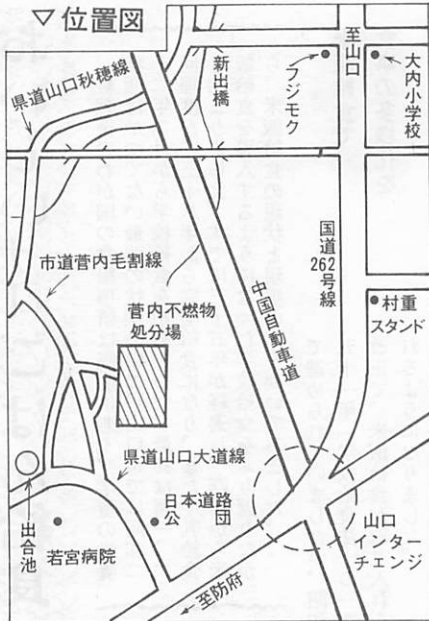 ▽位置図
至山口
大内小学校
フジモク
新出橋
県道山口秋穂線
国道
262
号線
市道菅内毛割線
中国自動車道
村重
スタンド
菅内不燃物
処分場
県道山口大道線
日本道路
公団
出合池
若宮病院
山口
インター
チェンジ
至防府